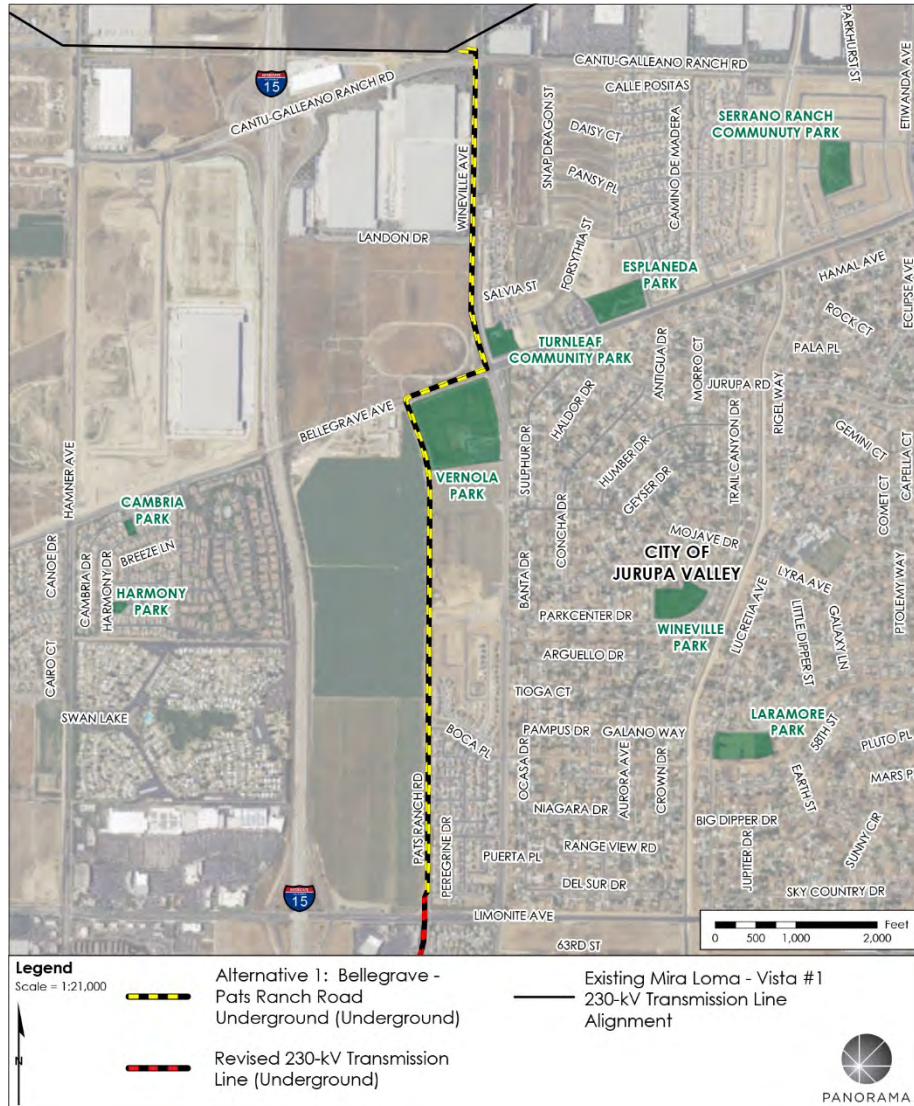 PARKHURST ST
ETIWANDA AVE
CANTU-GALLEANO RANCH RD
INTERSTATE
15
CALLE POSITAS
CANTU-GALLEANO RANCH RD
SERRANO RANCH
COMMUNUTY PARK
SNAPDRAGON ST
DAISY CT
PANSY PL
CAMINO DE MADERA
WINEVILLE AVE
LANDON DR
FORSYTHIA ST
ESPLANEDA
PARK
HAMAL AVE
ECLIPSE AVE
SALVIA ST
ROCK CT
TURNLEAF
COMMUNITY PARK
ANTIGUA DR
MORRO CT
PALA PL
JURUPA RD
RIGEL WAY
HALDOR DR
BELLEGRAVE AVE
TRAIL CANYON DR
GEMINI CT
CAPELLA CT
SULPHUR DR
HUMBER DR
GEYSER DR
VERNOLA
PARK
HAMNER AVE
COMET CT
CAMBRIA
PARK
CONCHA DR
MOJAVE DR
CITY OF
JURUPA VALLEY
CANOE DR
CAMBRIA DR
HARMONY DR
BREEZE LN
BANTA DR
LYRA AVE
PTOLEMY WAY
HARMONY
PARK
PARKCENTER DR
WINEVILLE
PARK
LUCRETIA AVE
LITTLE DIPPER ST
GALAXY LN
CAIRO CT
ARGUELLO DR
TIOGA CT
SWAN LAKE
BOCA PL
PAMPUS DR
GALANO WAY
LARAMORE
PARK
58TH ST
PLUTO PL
OCASA DR
AURORA AVE
CROWN DR
EARTH ST
MARS P
PATS RANCH RD
PEREGRINE DR
NIAGARA DR
BIG DIPPER DR
SUNNY CIR
PUERTA PL
RANGE VIEW RD
JUPITER DR
DEL SUR DR
SKY COUNTRY DR
INTERSTATE
15
LIMONITE AVE
63RD ST
Feet
0 500 1,000 2,000
Legend
Scale = 1:21,000
N
Alternative 1: Bellegrave -
Pats Ranch Road
Underground (Underground)
Revised 230-kV Transmission
Line (Underground)
Existing Mira Loma - Vista #1
230-kV Transmission Line
Alignment
PANORAMA